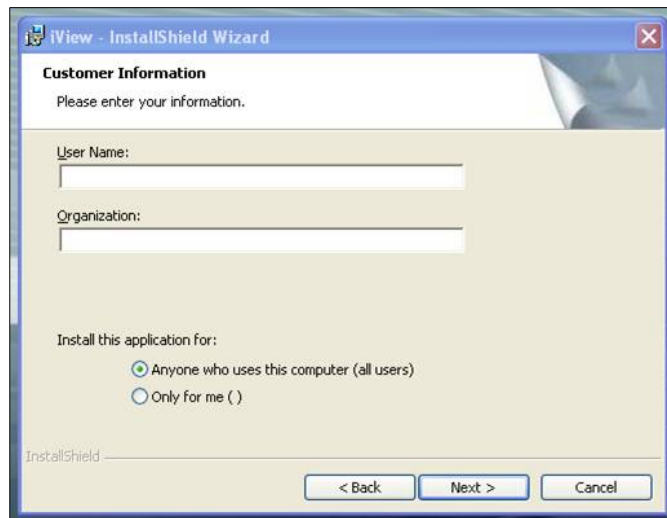 iView - InstallShield Wizard
Customer Information
Please enter your information.
User Name:
Organization:
Install this application for:
Anyone who uses this computer (all users)
Only for me ( )
InstallShield
< Back Next > Cancel